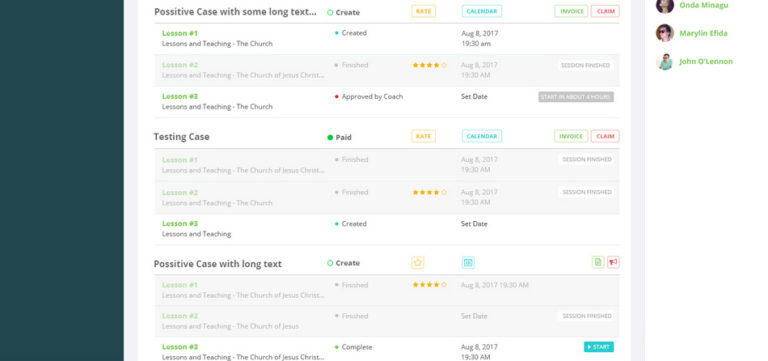 Possitive Case with some long text... Create RATE CALENDAR INVOICE CLAIM
Lesson #1 Created Aug 8, 2017
Lessons and Teaching - The Church 19:30 am
Lesson #2 Finished Aug 8, 2017 SESSION FINISHED
Lessons and Teaching - The Church of Jesus Christ... 19:30 AM
Lesson #3 Approved by Coach Set Date START IN ABOUT 4 HOURS
Lessons and Teaching - The Church
Testing Case Paid RATE CALENDAR INVOICE CLAIM
Lesson #1 Finished Aug 8, 2017 SESSION FINISHED
Lessons and Teaching - The Church of Jesus Christ... 19:30 AM
Lesson #2 Finished Aug 8, 2017 SESSION FINISHED
Lessons and Teaching - The Church 19:30 AM
Lesson #3 Created Set Date
Lessons and Teaching
Possitive Case with long text Create
Lesson #1 Finished Aug 8, 2017 19:30 AM
Lessons and Teaching - The Church of Jesus Christ...
Lesson #2 Finished Set Date SESSION FINISHED
Lessons and Teaching - The Church of Jesus
Lesson #3 Complete Aug 8, 2017 START
Lessons and Teaching - The Church of Jesus Christ... 19:30 AM
Onda Minagu
Marylin Efida
John O'Lennon